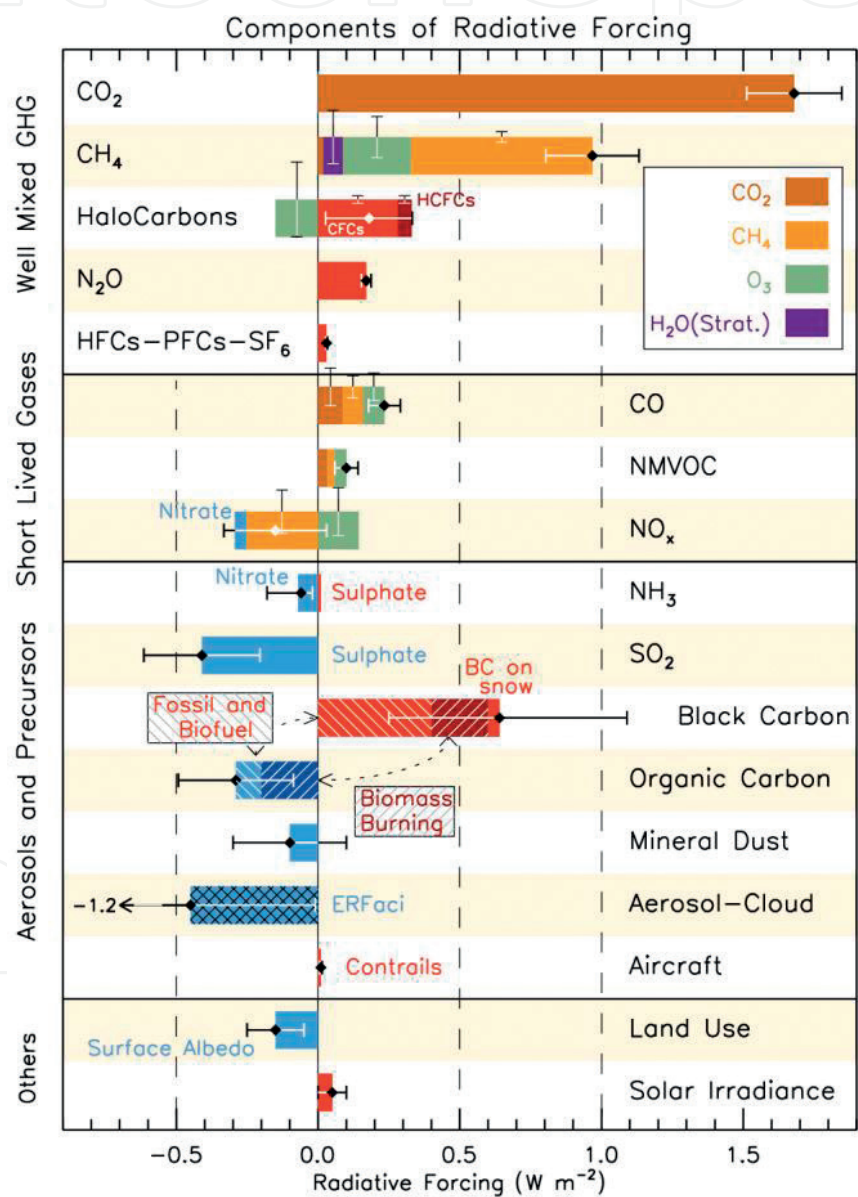 Components of Radiative Forcing
Well Mixed GHG
CO₂
CH₄
HaloCarbons
HCFCs
CFCs
N₂O
HFCs-PFCs-SF₆
CO₂
CH₄
O₃
H₂O(Strat.)
Short Lived Gases
CO
NMVOC
Nitrate
NOₓ
Aerosols and Precursors
Nitrate
Sulphate
NH₃
Sulphate
SO₂
BC on
snow
Fossil and
Biofuel
Black Carbon
Organic Carbon
Biomass
Burning
Mineral Dust
-1.2
ERFaci
Aerosol-Cloud
Contrails
Aircraft
Others
Surface Albedo
Land Use
Solar Irradiance
-0.5 0.0 0.5 1.0 1.5
Radiative Forcing (W m⁻²)